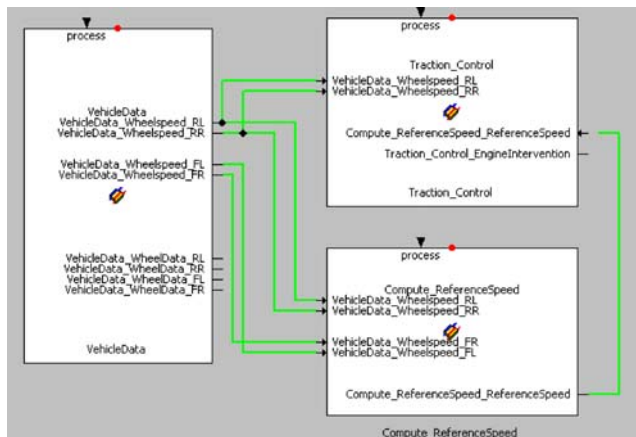 process
VehicleData
VehicleData_Wheelspeed_RL
VehicleData_Wheelspeed_RR
VehicleData_Wheelspeed_FL
VehicleData_Wheelspeed_FR
VehicleData_WheelData_RL
VehicleData_WheelData_RR
VehicleData_WheelData_FL
VehicleData_WheelData_FR
VehicleData
process
Traction_Control
VehicleData_Wheelspeed_RL
VehicleData_Wheelspeed_RR
Compute_ReferenceSpeed_ReferenceSpeed
Traction_Control_EngineIntervention
Traction_Control
process
Compute_ReferenceSpeed
VehicleData_Wheelspeed_RL
VehicleData_Wheelspeed_RR
VehicleData_Wheelspeed_FR
VehicleData_Wheelspeed_FL
Compute_ReferenceSpeed_ReferenceSpeed
Compute_ReferenceSpeed